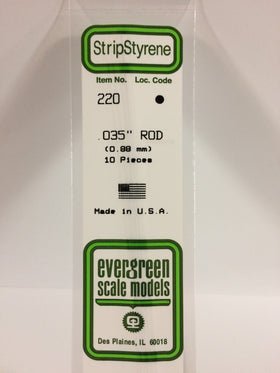 StripStyrene
Item No. Loc. Code
220
.035" ROD
(0.88 mm)
10 Pieces
Made in U.S.A.
evergreen
scale models
Des Plaines, IL 60018